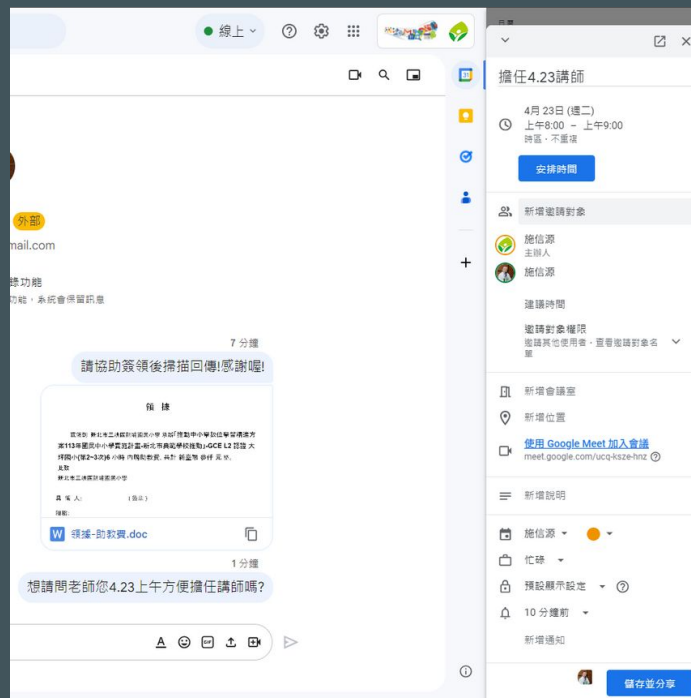 線上
外部
mail.com
錄功能
功能，系統會保留訊息
7 分鐘
請協助簽領後掃描回傳!感謝喔!
領 據
領據-助教費.doc
1 分鐘
想請問老師您4.23上午方便擔任講師嗎?
擔任4.23講師
4月 23日 (週二)
上午8:00 – 上午9:00
時區・不重複
安排時間
新增邀請對象
施信源
主辦人
施信源
建議時間
邀請對象權限
邀請其他使用者・查看邀請對象名
單
新增會議室
新增位置
使用 Google Meet 加入會議
meet.google.com/ucq-ksze-hnz
新增說明
施信源
忙碌
預設顯示設定
10 分鐘前
新增通知
儲存並分享